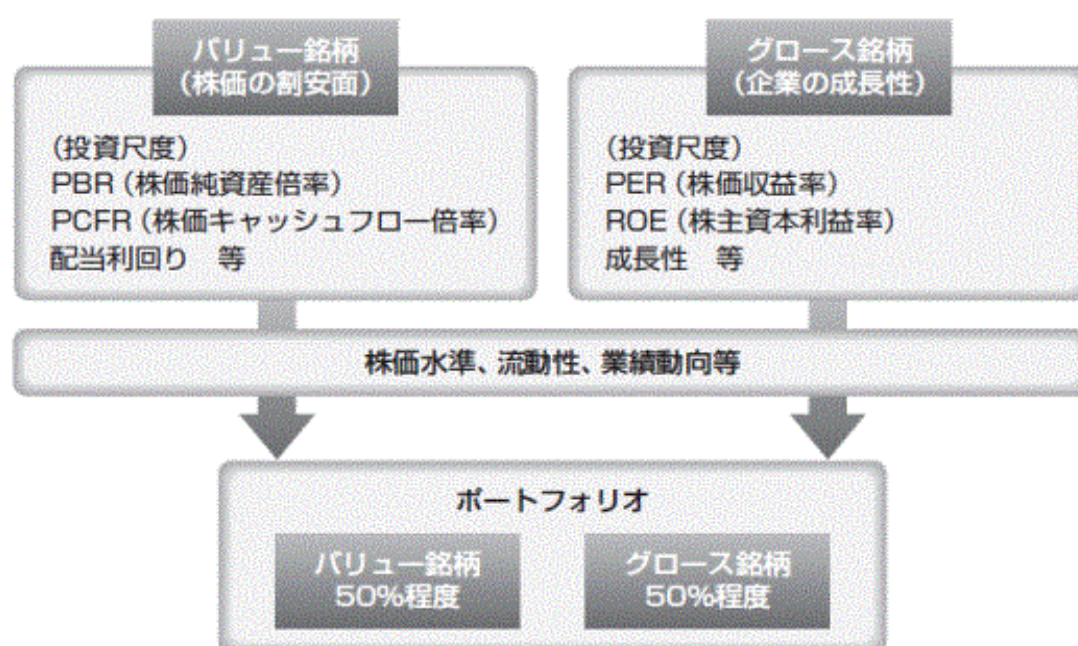 バリュー銘柄
（株価の割安面）
（投資尺度）
PBR（株価純資産倍率）
PCFR（株価キャッシュフロー倍率）
配当利回り　等
グロース銘柄
（企業の成長性）
（投資尺度）
PER（株価収益率）
ROE（株主資本利益率）
成長性　等
株価水準、流動性、業績動向等
ポートフォリオ
バリュー銘柄
50%程度
グロース銘柄
50%程度